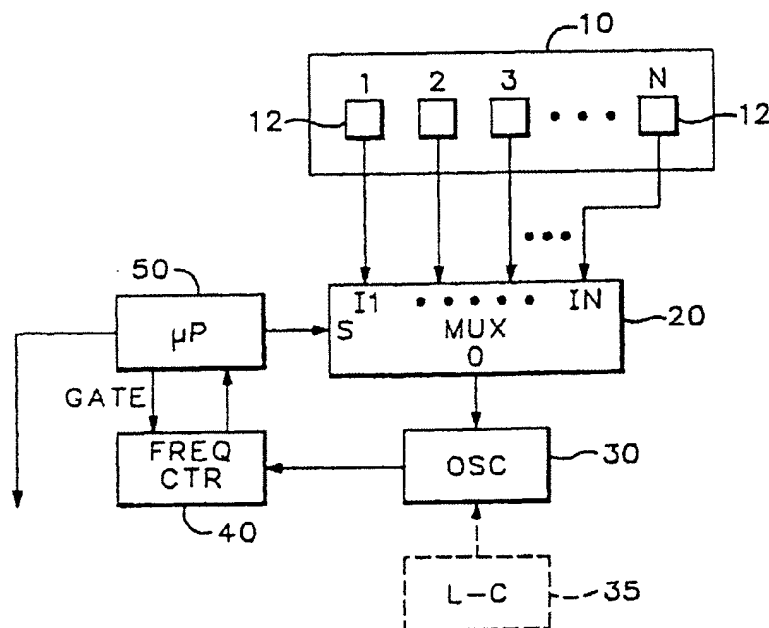 10
1 2 3 N
12 12
50
I1 IN
µP S MUX 20
O
GATE
FREQ
CTR
OSC 30
40
L-C 35